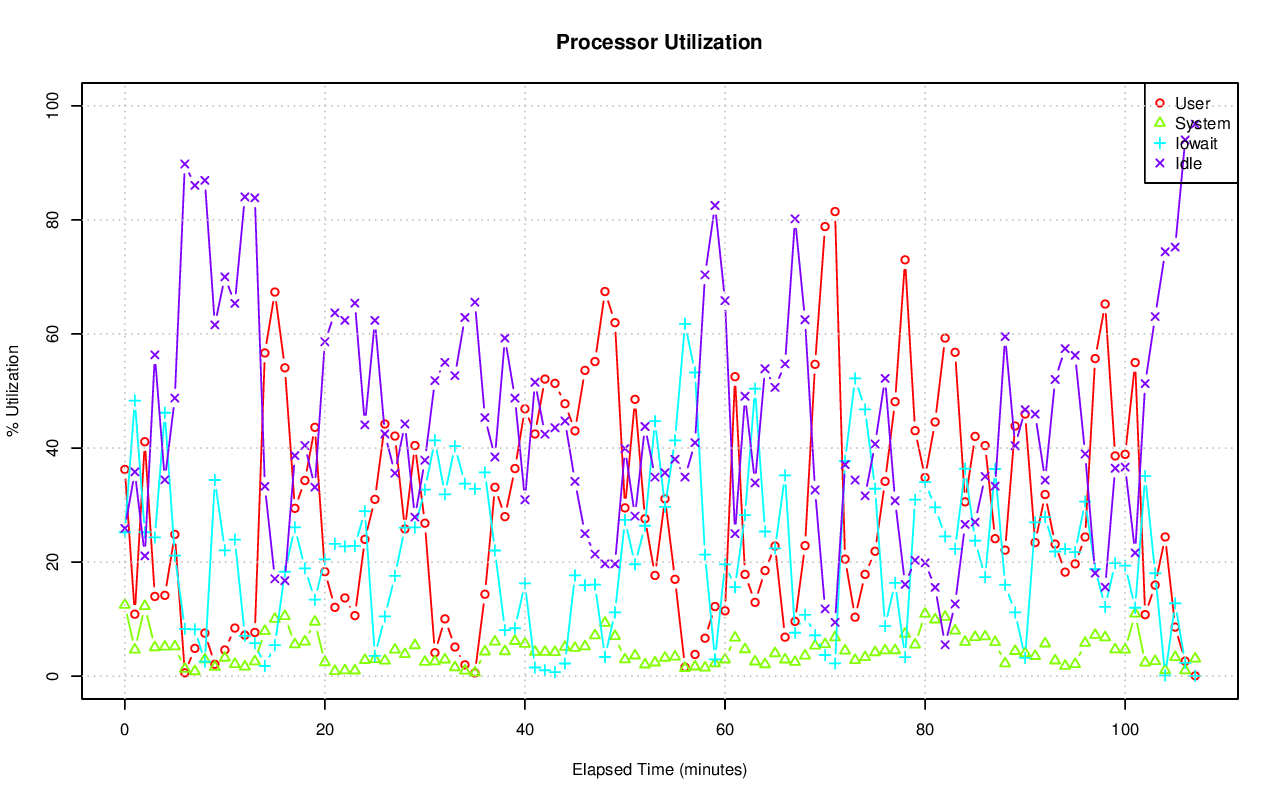 Processor Utilization
% Utilization
100
80
60
40
20
0
User
System
Iowait
Idle
0 20 40 60 80 100
Elapsed Time (minutes)